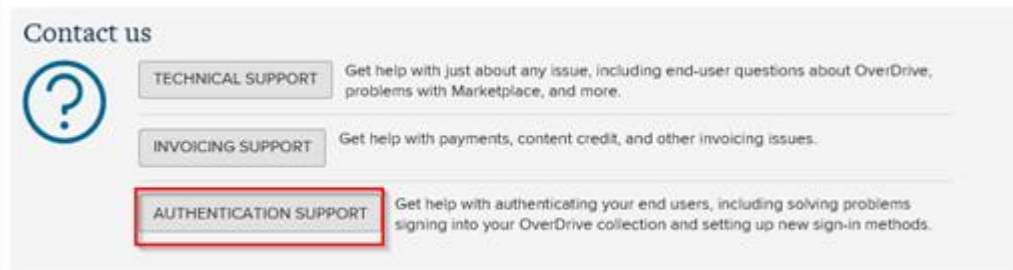 Contact us
TECHNICAL SUPPORT
Get help with just about any issue, including end-user questions about OverDrive,
problems with Marketplace, and more.
INVOICING SUPPORT
Get help with payments, content credit, and other invoicing issues.
AUTHENTICATION SUPPORT
Get help with authenticating your end users, including solving problems
signing into your OverDrive collection and setting up new sign-in methods.